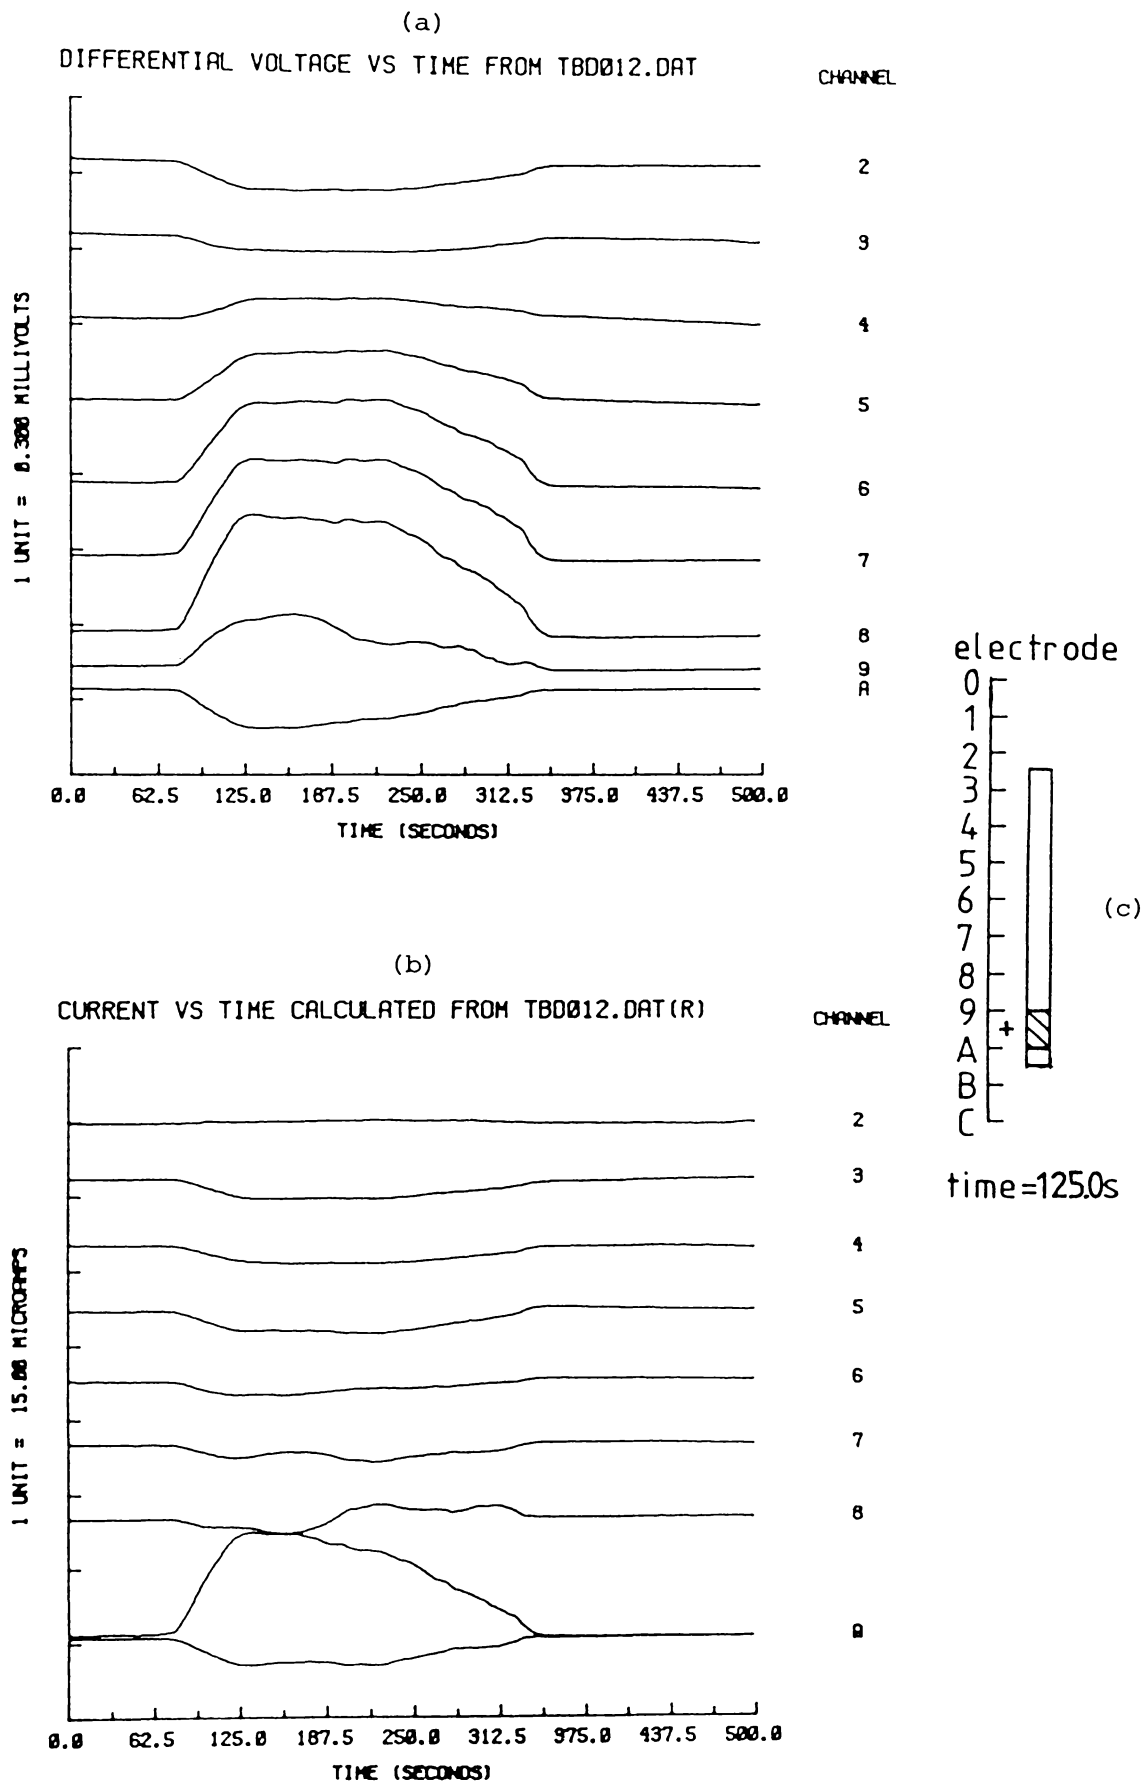 (a)
DIFFERENTIAL VOLTAGE VS TIME FROM TBD012.DAT
CHANNEL
2
3
4
5
6
7
8
9
A
1 UNIT = 0.300 MILLIVOLTS
0.0 62.5 125.0 187.5 250.0 312.5 375.0 437.5 500.0
TIME (SECONDS)
electrode
0
1
2
3
4
5
6
7
8
9
+
A
B
C
(c)
time=125.0s
(b)
CURRENT VS TIME CALCULATED FROM TBD012.DAT(R)
CHANNEL
2
3
4
5
6
7
8
1 UNIT = 15.00 MICROAMPS
0.0 62.5 125.0 187.5 250.0 312.5 375.0 437.5 500.0
TIME (SECONDS)